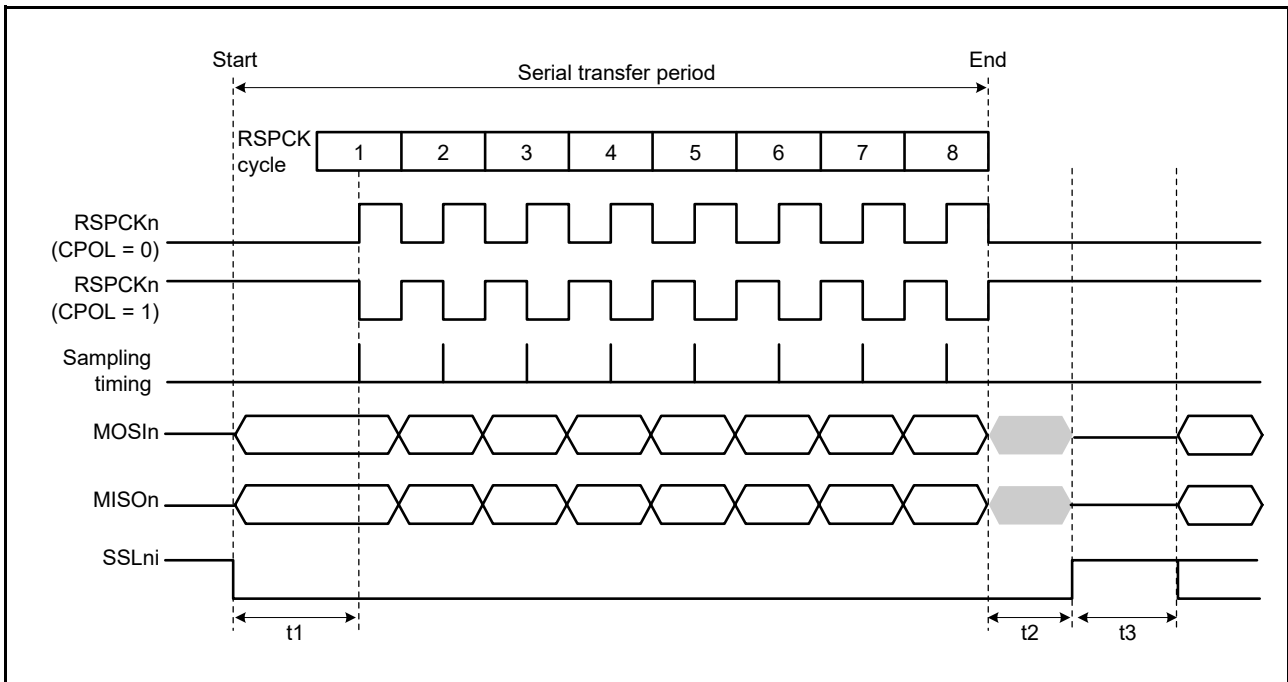 Start
End
Serial transfer period
RSPCK
cycle
1 2 3 4 5 6 7 8
RSPCKn
(CPOL = 0)
RSPCKn
(CPOL = 1)
Sampling
timing
MOSIn
MISOn
SSLni
t1 t2 t3